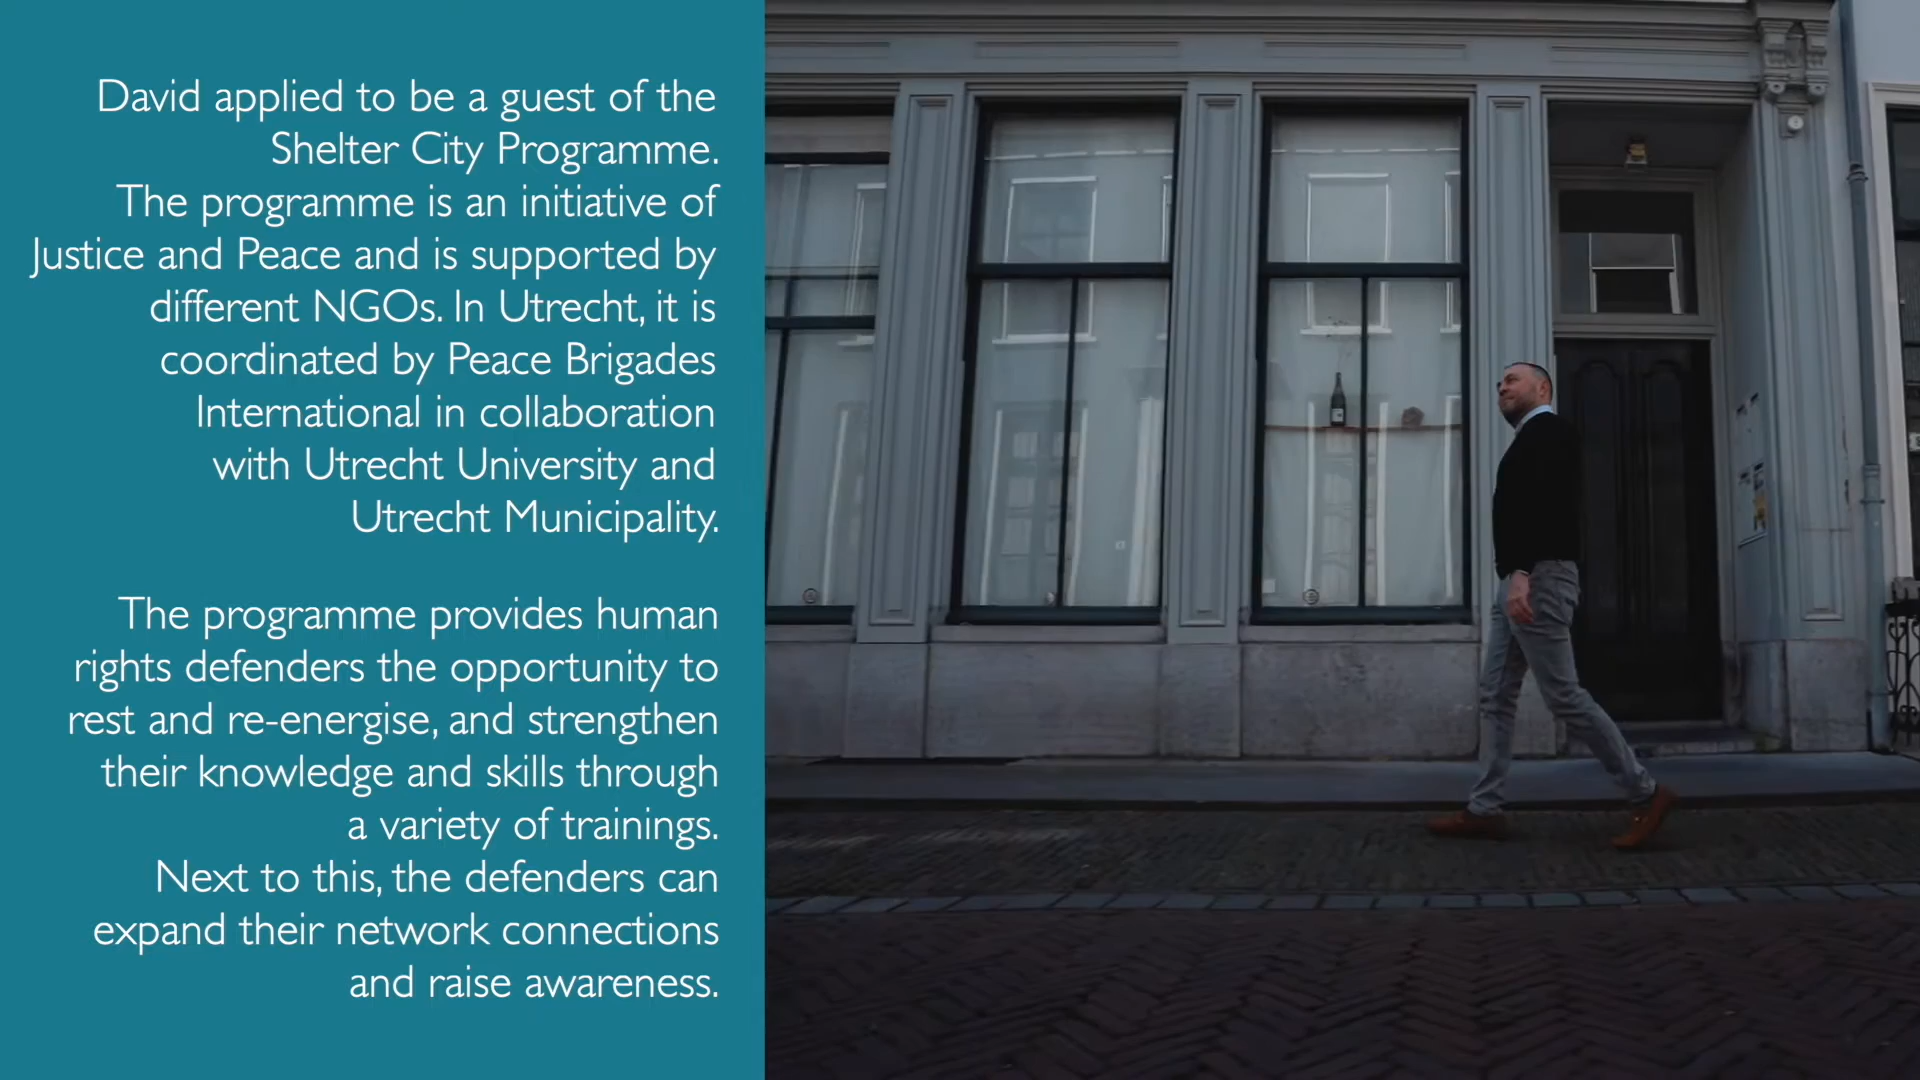 David applied to be a guest of the
Shelter City Programme.
The programme is an initiative of
Justice and Peace and is supported by
different NGOs. In Utrecht, it is
coordinated by Peace Brigades
International in collaboration
with Utrecht University and
Utrecht Municipality.
The programme provides human
rights defenders the opportunity to
rest and re-energise, and strengthen
their knowledge and skills through
a variety of trainings.
Next to this, the defenders can
expand their network connections
and raise awareness.